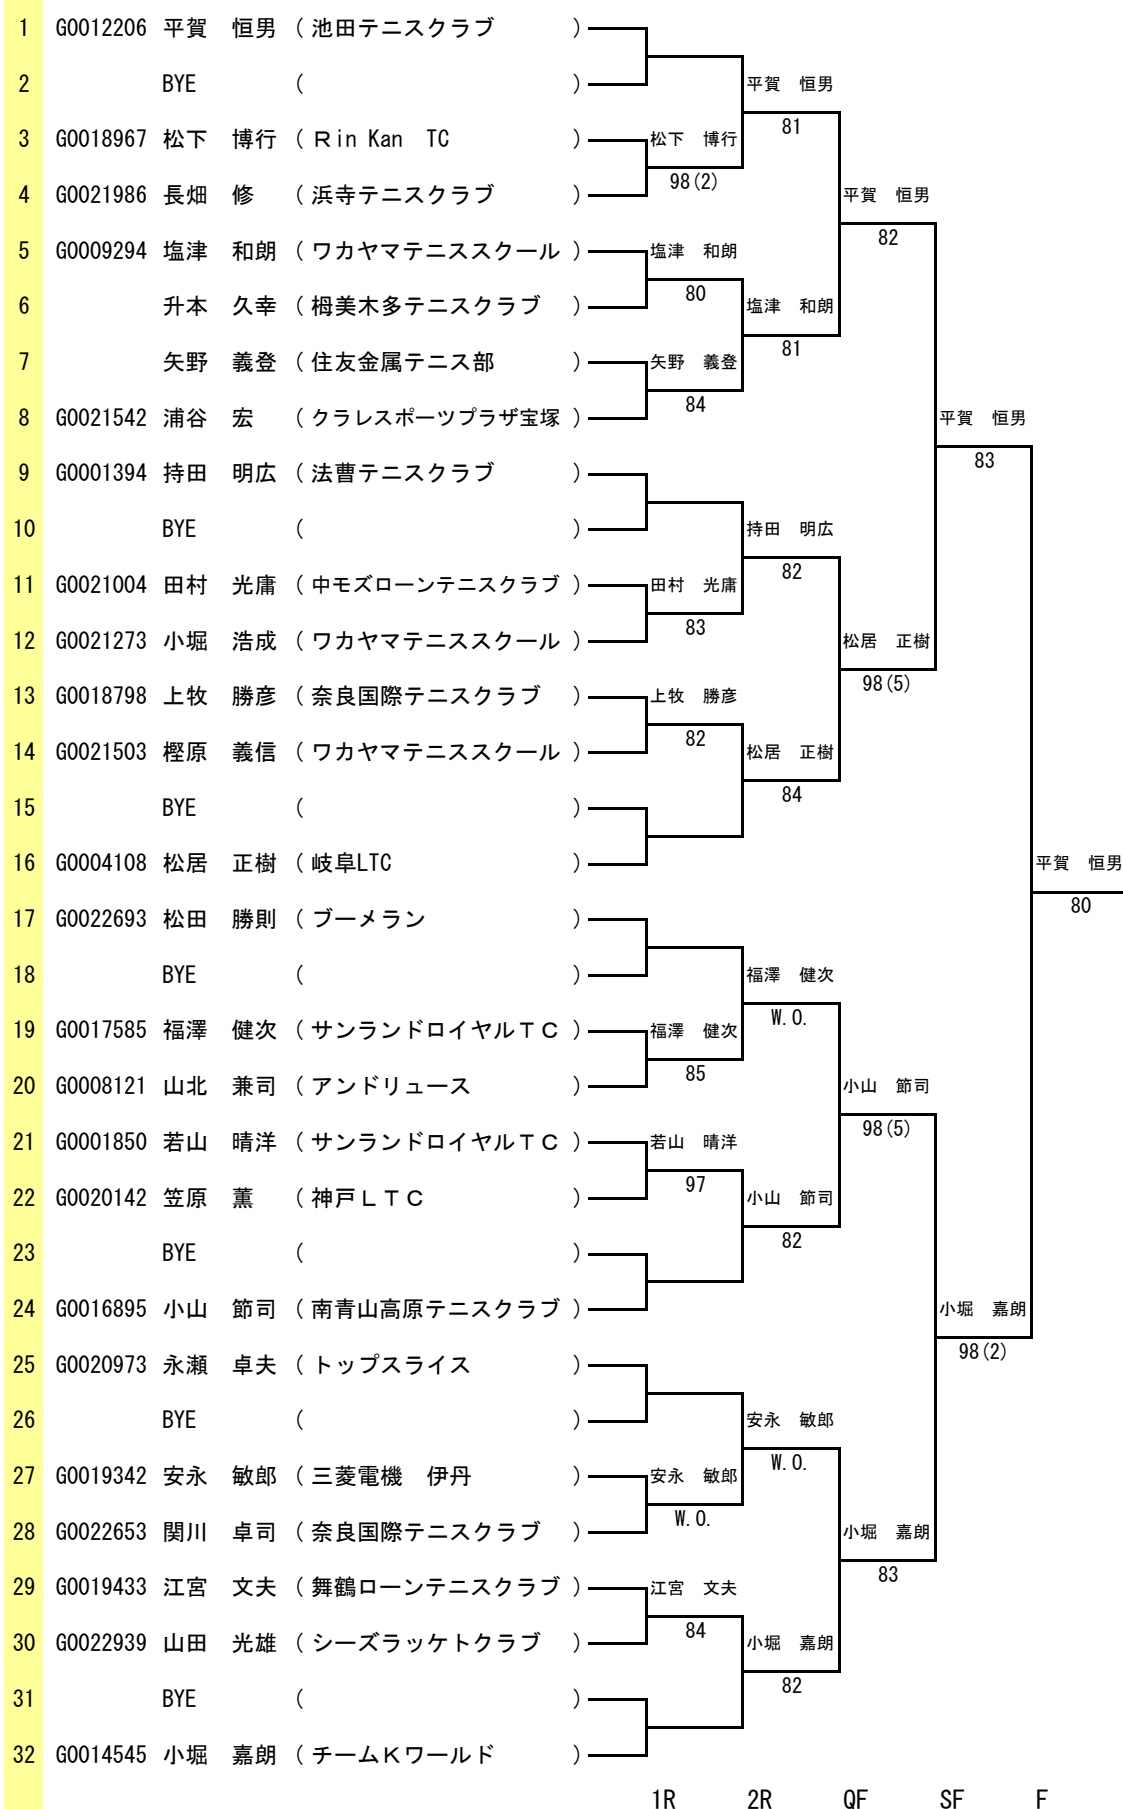 1 G0012206 平賀　恒男 ( 池田テニスクラブ )
2 BYE ( ) 平賀　恒男
81
3 G0018967 松下　博行 ( Ｒin Kan　TC ) 松下　博行
98(2)
4 G0021986 長畑　修 ( 浜寺テニスクラブ ) 平賀　恒男
82
5 G0009294 塩津　和朗 ( ワカヤマテニススクール ) 塩津　和朗
80
6 升本　久幸 ( 栂美木多テニスクラブ ) 塩津　和朗
81
7 矢野　義登 ( 住友金属テニス部 ) 矢野　義登
84
8 G0021542 浦谷　宏 ( クラレスポーツプラザ宝塚 ) 平賀　恒男
83
9 G0001394 持田　明広 ( 法曹テニスクラブ )
10 BYE ( ) 持田　明広
82
11 G0021004 田村　光庸 ( 中モズローンテニスクラブ ) 田村　光庸
83
12 G0021273 小堀　浩成 ( ワカヤマテニススクール ) 松居　正樹
98(5)
13 G0018798 上牧　勝彦 ( 奈良国際テニスクラブ ) 上牧　勝彦
82
14 G0021503 樫原　義信 ( ワカヤマテニススクール ) 松居　正樹
84
15 BYE ( )
16 G0004108 松居　正樹 ( 岐阜LTC ) 平賀　恒男
80
17 G0022693 松田　勝則 ( ブーメラン )
18 BYE ( ) 福澤　健次
W.O.
19 G0017585 福澤　健次 ( サンランドロイヤルＴＣ ) 福澤　健次
85
20 G0008121 山北　兼司 ( アンドリュース ) 小山　節司
98(5)
21 G0001850 若山　晴洋 ( サンランドロイヤルＴＣ ) 若山　晴洋
97
22 G0020142 笠原　薫 ( 神戸ＬＴＣ ) 小山　節司
82
23 BYE ( )
24 G0016895 小山　節司 ( 南青山高原テニスクラブ ) 小堀　嘉朗
98(2)
25 G0020973 永瀬　卓夫 ( トップスライス )
26 BYE ( ) 安永　敏郎
W.O.
27 G0019342 安永　敏郎 ( 三菱電機　伊丹 ) 安永　敏郎
W.O.
28 G0022653 関川　卓司 ( 奈良国際テニスクラブ ) 小堀　嘉朗
83
29 G0019433 江宮　文夫 ( 舞鶴ローンテニスクラブ ) 江宮　文夫
84
30 G0022939 山田　光雄 ( シーズラッケトクラブ ) 小堀　嘉朗
82
31 BYE ( )
32 G0014545 小堀　嘉朗 ( チームＫワールド )
1R 2R QF SF F